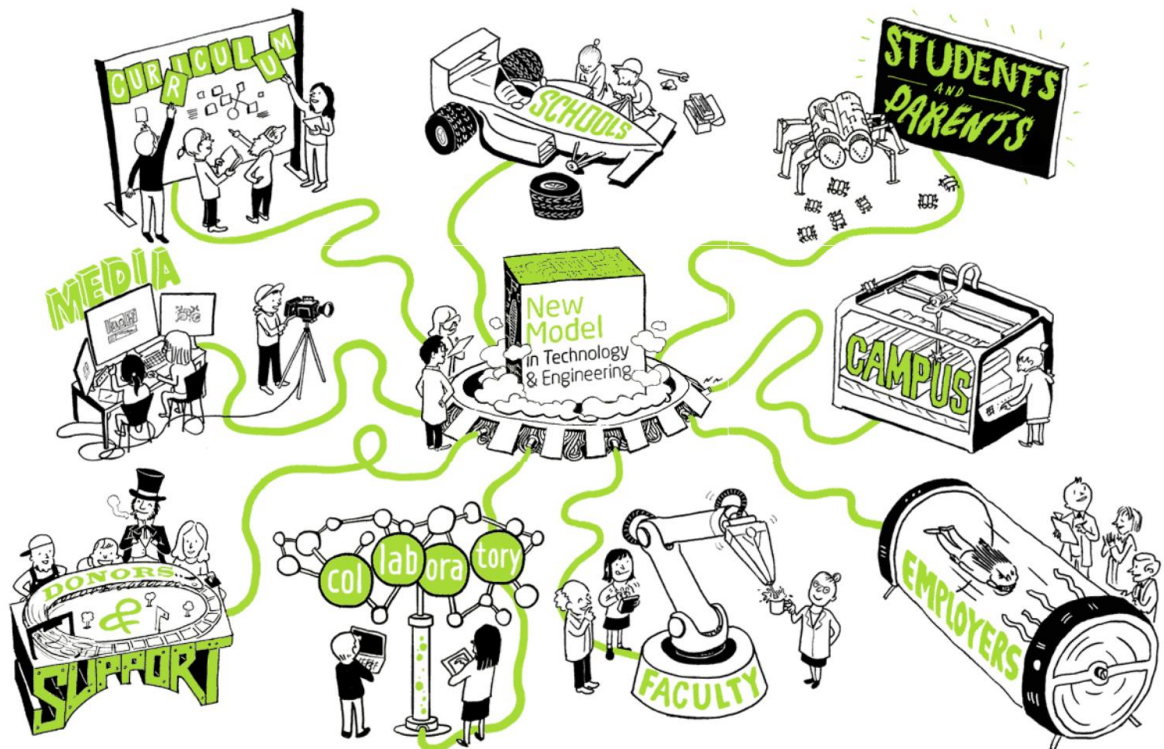 CURRICULUM
SCHOOLS
STUDENTS
AND
PARENTS
MEDIA
New
Model
in Technology
& Engineering
CAMPUS
DONORS
&
SUPPORT
col lab ora tory
FACULTY
EMPLOYERS